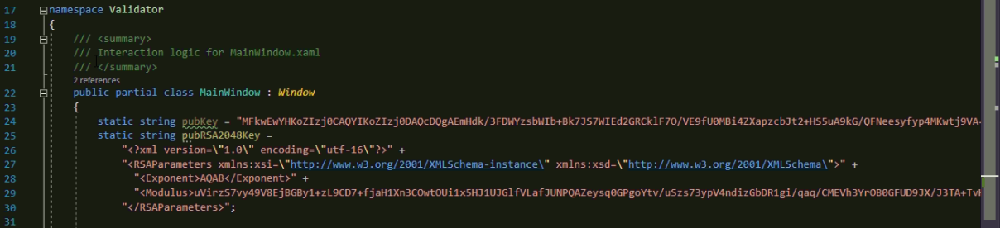 17 namespace Validator
18 {
19 /// <summary>
20 /// Interaction logic for MainWindow.xaml
21 /// </summary>
2 references
22 public partial class MainWindow : Window
23 {
24 static string pubKey = "MFkwEwYHKoZIzj0CAQYIKoZIzj0DAQcDQgAEmHdk/3FDWYzsbWIb+Bk7JS7WIEd2GRCklF7O/VE9fU0MBi4ZXapzcbJt2+HS5uA9kG/QFNeesyfyp4MKwtj9VA=
25 static string pubRSA2048Key =
26 "<?xml version=\"1.0\" encoding=\"utf-16\"?>" +
27 "<RSAParameters xmlns:xsi=\"http://www.w3.org/2001/XMLSchema-instance\" xmlns:xsd=\"http://www.w3.org/2001/XMLSchema\">" +
28 "<Exponent>AQAB</Exponent>" +
29 "<Modulus>uVirzS7vy49V8EjBGBy1+zL9CD7+fjaH1Xn3COwtOUi1x5HJ1UJGlfVLafJUNPQAZeysq0GPgoYtv/uSzs73ypV4ndizGbDR1gi/qaq/CMEVh3YrOB0GFUD9JX/J3TA+Tv
30 "</RSAParameters>";
31